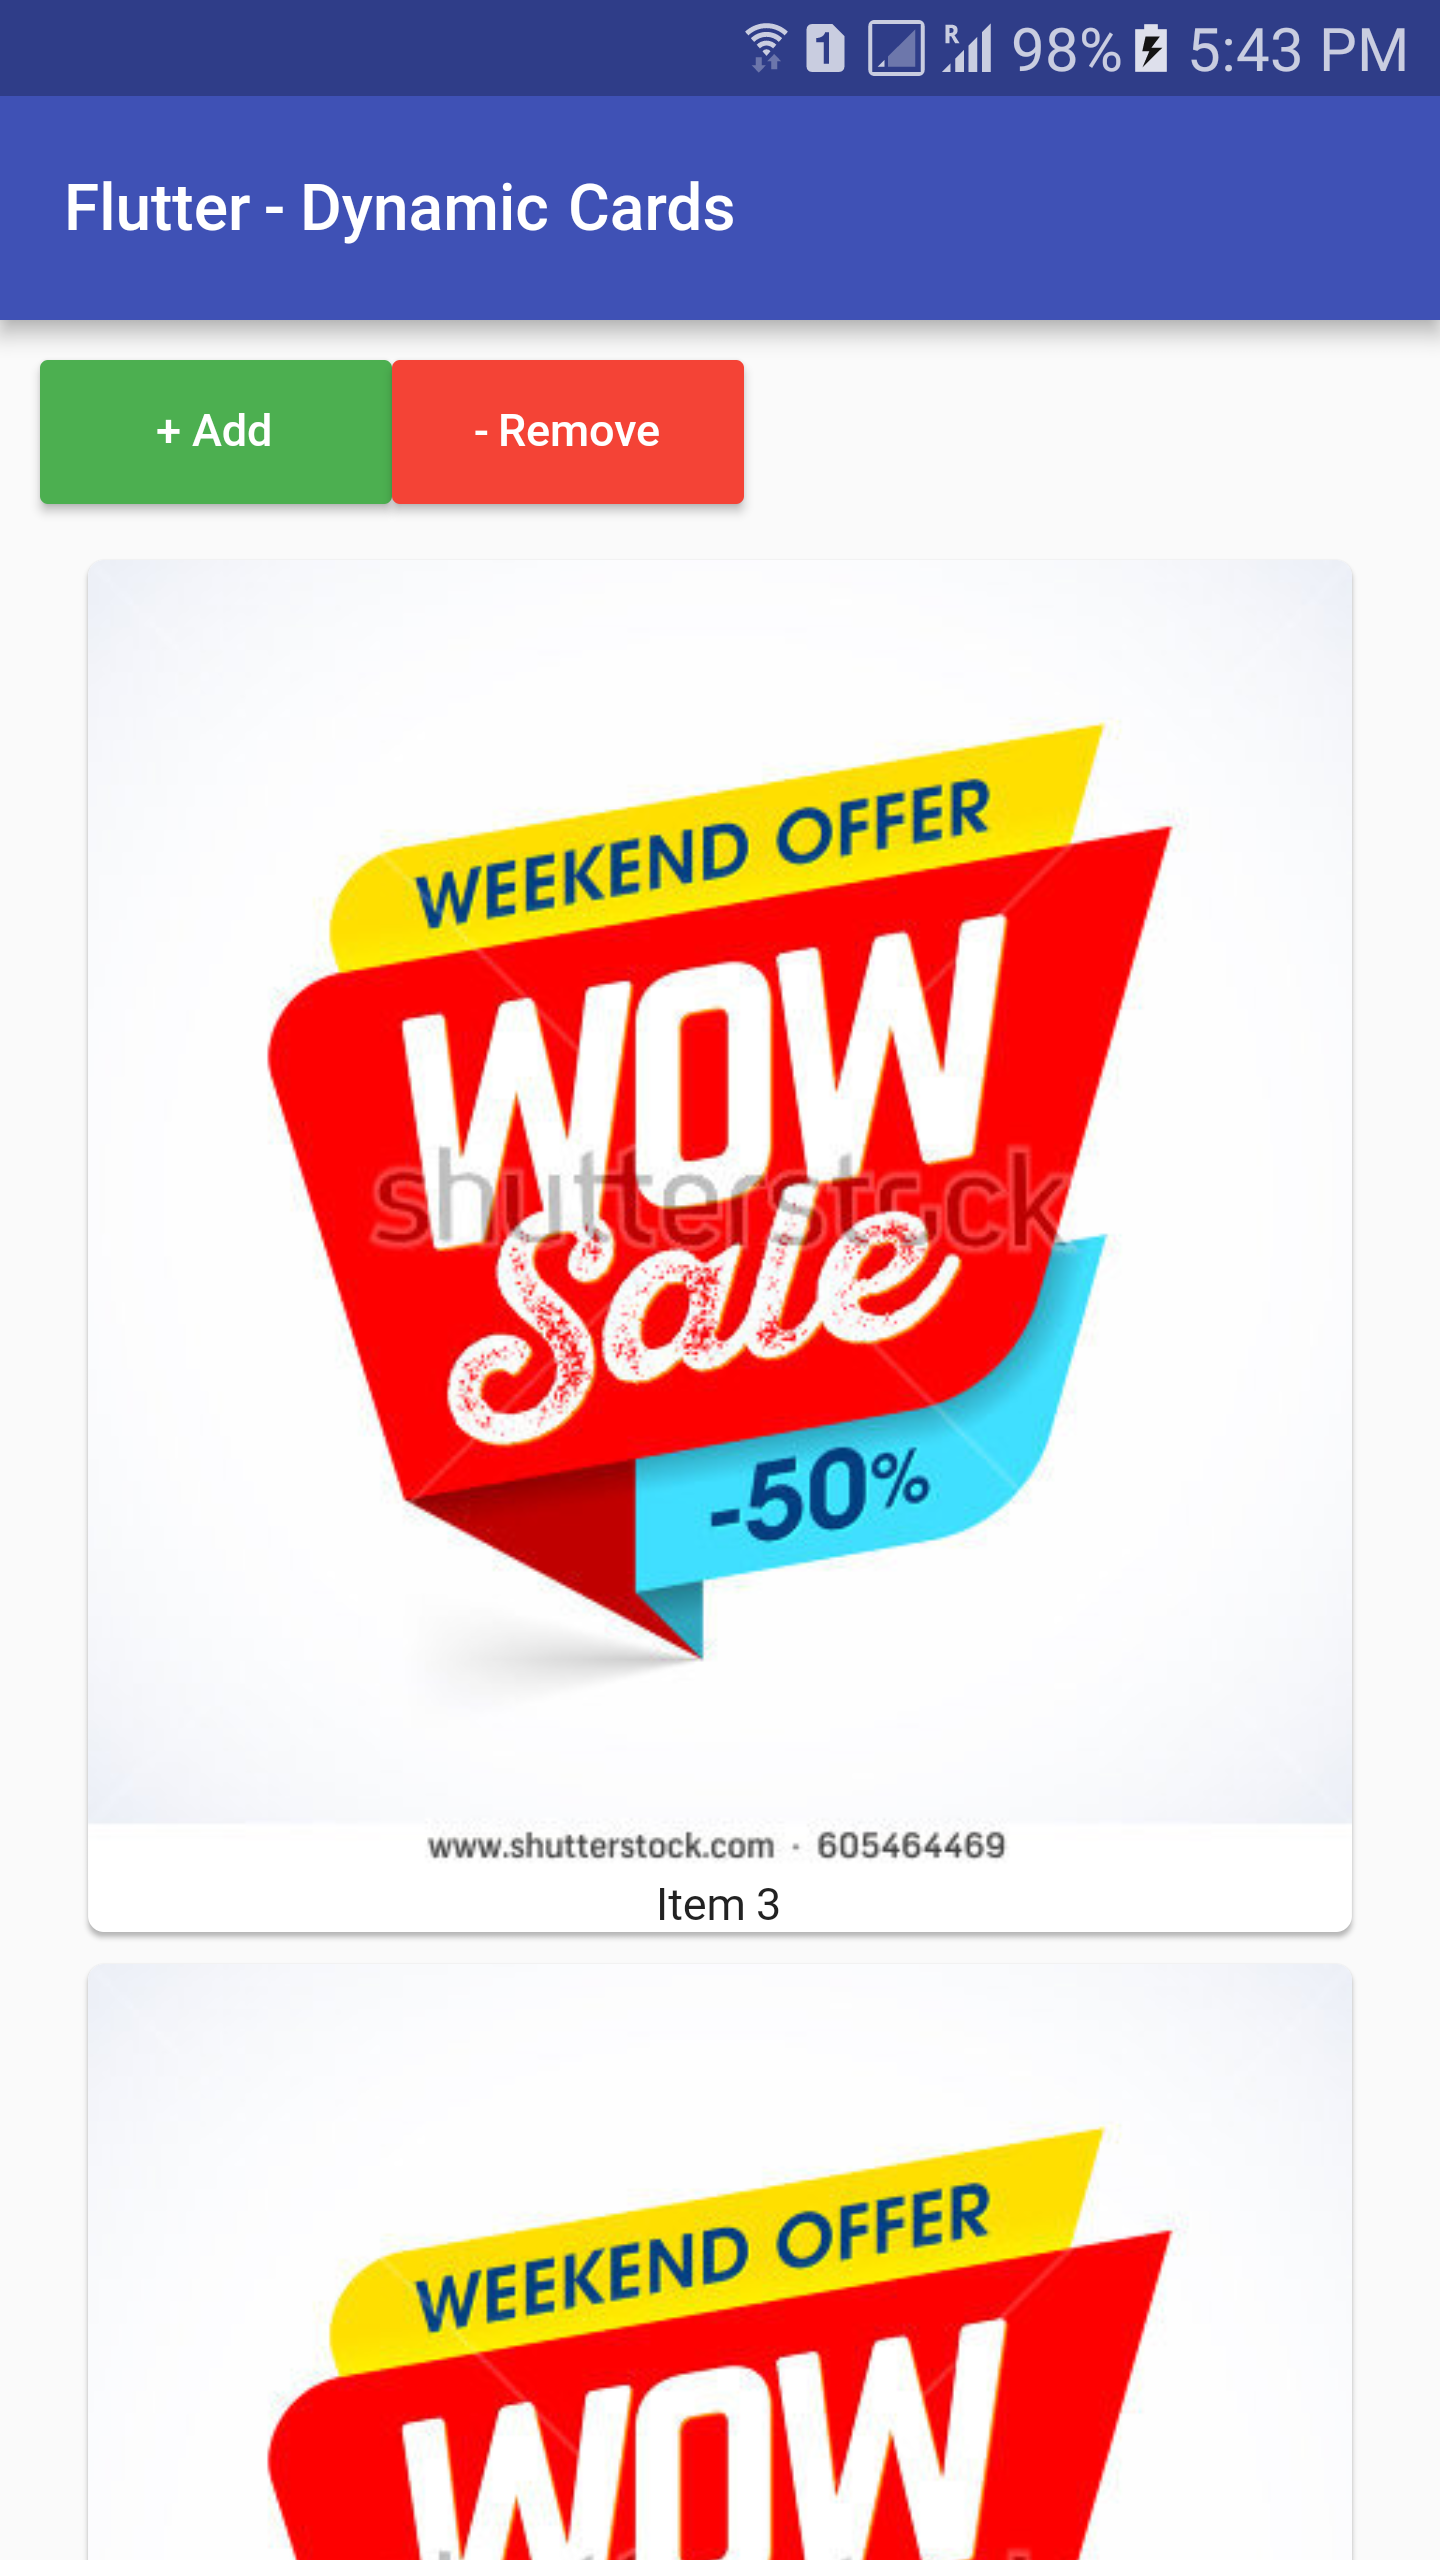 R 98% 5:43 PM
Flutter - Dynamic Cards
+ Add
- Remove
WEEKEND OFFER
WOW
shutterstock
Sale
-50%
www.shutterstock.com · 605464469
Item 3
WEEKEND OFFER
WOW